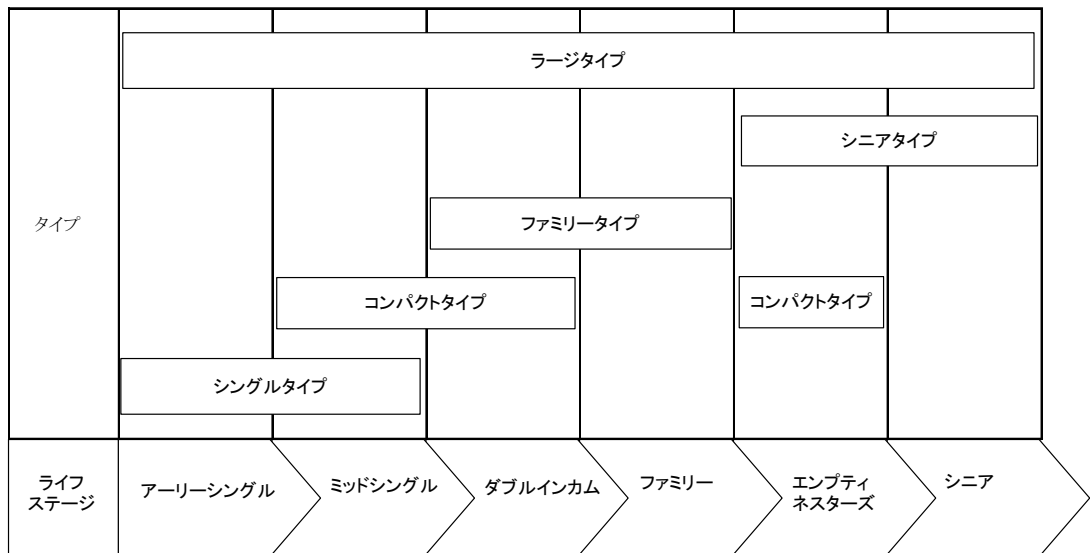 ラージタイプ
シニアタイプ
タイプ
ファミリータイプ
コンパクトタイプ
コンパクトタイプ
シングルタイプ
ライフ
ステージ
アーリーシングル
ミッドシングル
ダブルインカム
ファミリー
エンプティ
ネスターズ
シニア